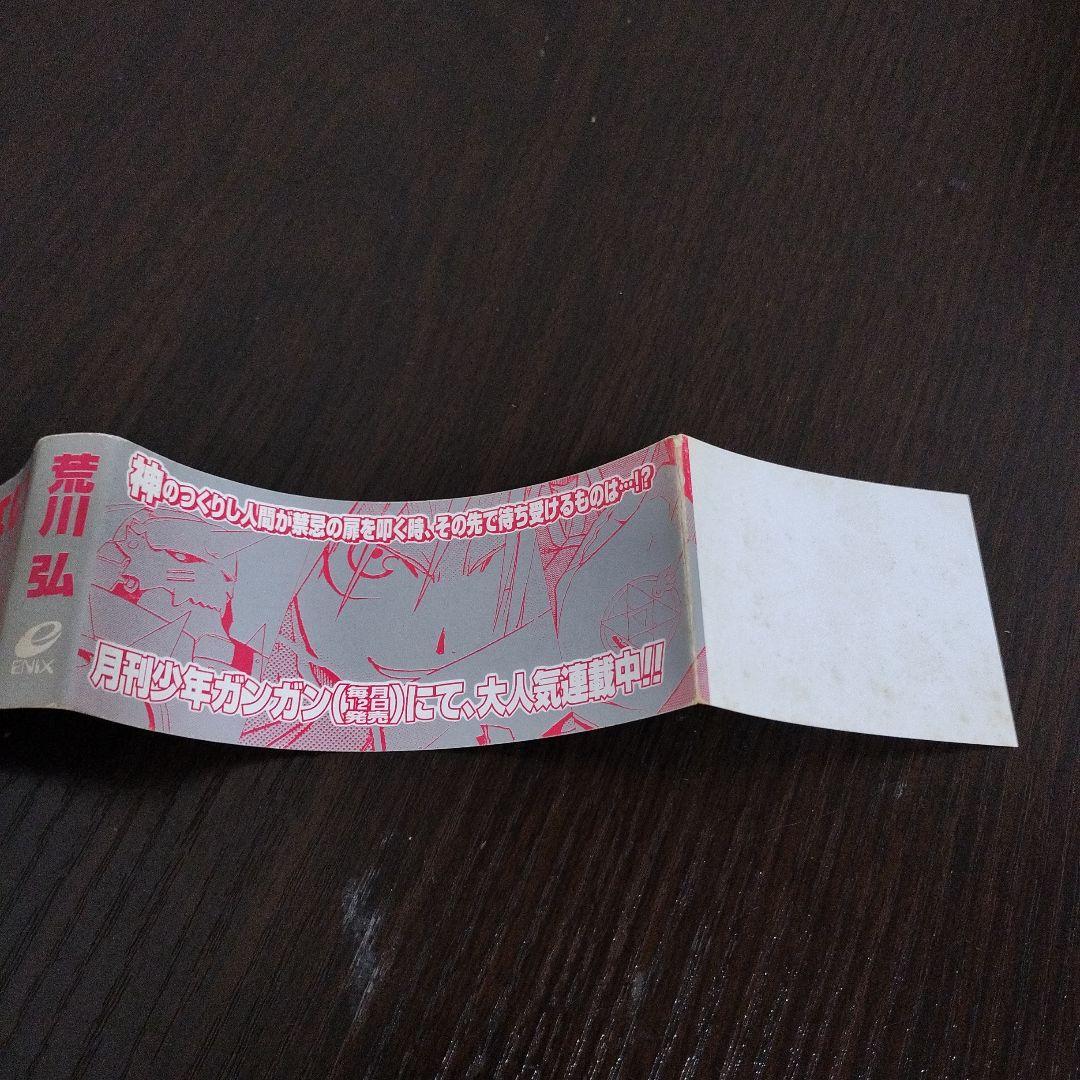 荒川弘
ENIX
神のつくりし人間が禁忌の扉を叩く時、その先で待ち受けるものは…!?
月刊少年ガンガン(毎月12日発売)にて、大人気連載中!!